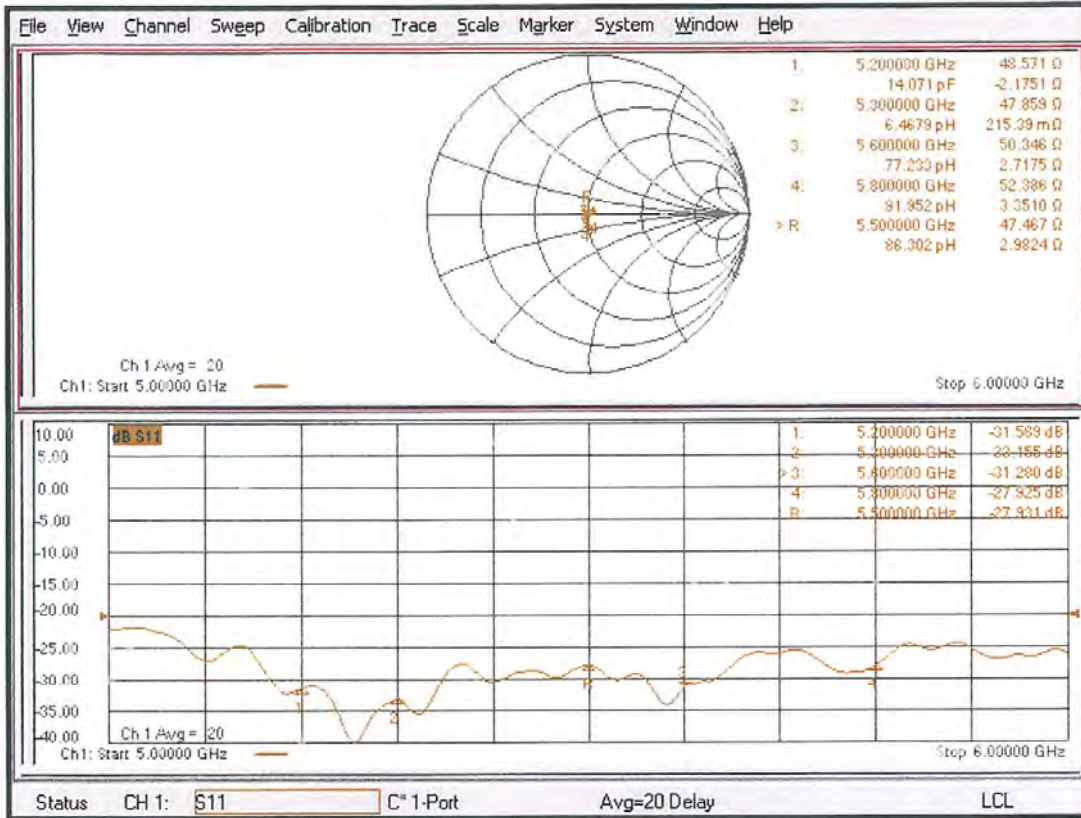 File View Channel Sweep Calibration Trace Scale Marker System Window Help
1: 5.200000 GHz 48.571 Ω
14.071 pF -2.1751 Ω
2: 5.300000 GHz 47.859 Ω
6.4679 pH 215.39 mΩ
3: 5.600000 GHz 50.346 Ω
77.233 pH 2.7175 Ω
4: 5.800000 GHz 52.386 Ω
91.952 pH 3.3510 Ω
> R: 5.500000 GHz 47.467 Ω
86.302 pH 2.9824 Ω
Ch 1 Avg = 20
Ch1: Start 5.00000 GHz
Stop 6.00000 GHz
dB S11
10.00
5.00
0.00
-5.00
-10.00
-15.00
-20.00
-25.00
-30.00
-35.00
-40.00
1: 5.200000 GHz -31.569 dB
2: 5.300000 GHz -33.155 dB
> 3: 5.600000 GHz -31.280 dB
4: 5.800000 GHz -27.925 dB
R: 5.500000 GHz -27.931 dB
1
2
R
Ch 1 Avg = 20
Ch1: Start 5.00000 GHz
Stop 6.00000 GHz
Status CH 1: S11 C* 1-Port Avg=20 Delay LCL